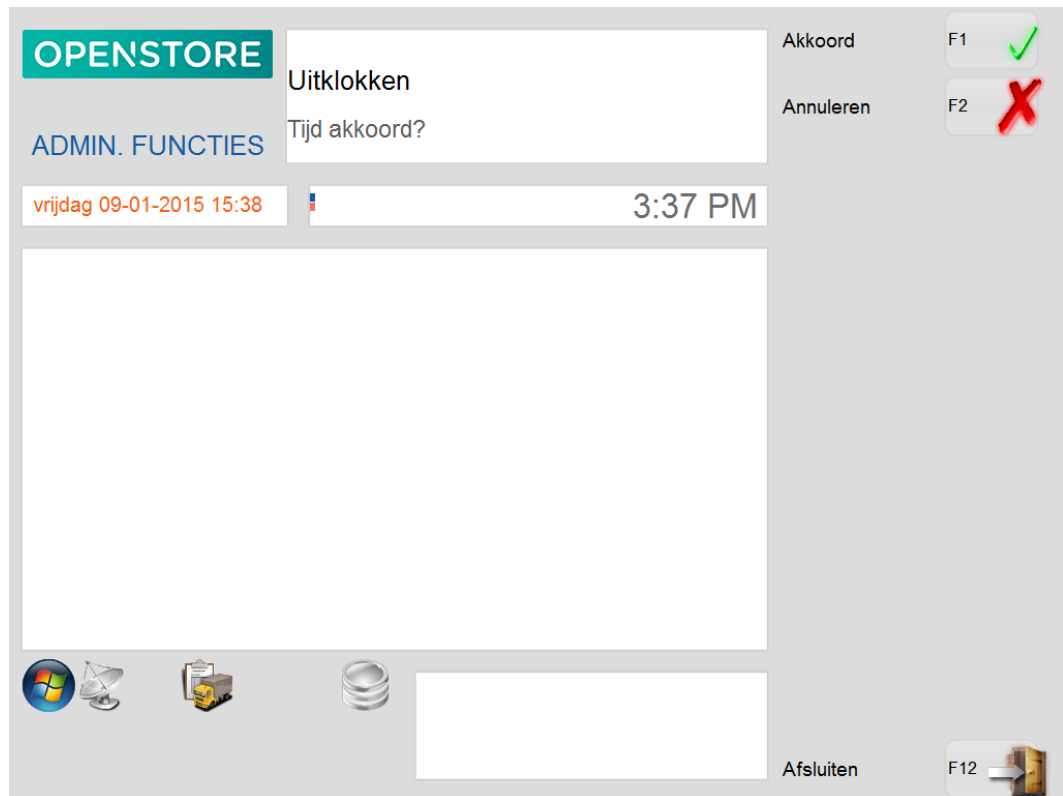 OPENSTORE
ADMIN. FUNCTIES
Uitklokken
Tijd akkoord?
Akkoord F1
Annuleren F2
vrijdag 09-01-2015 15:38
3:37 PM
Afsluiten F12